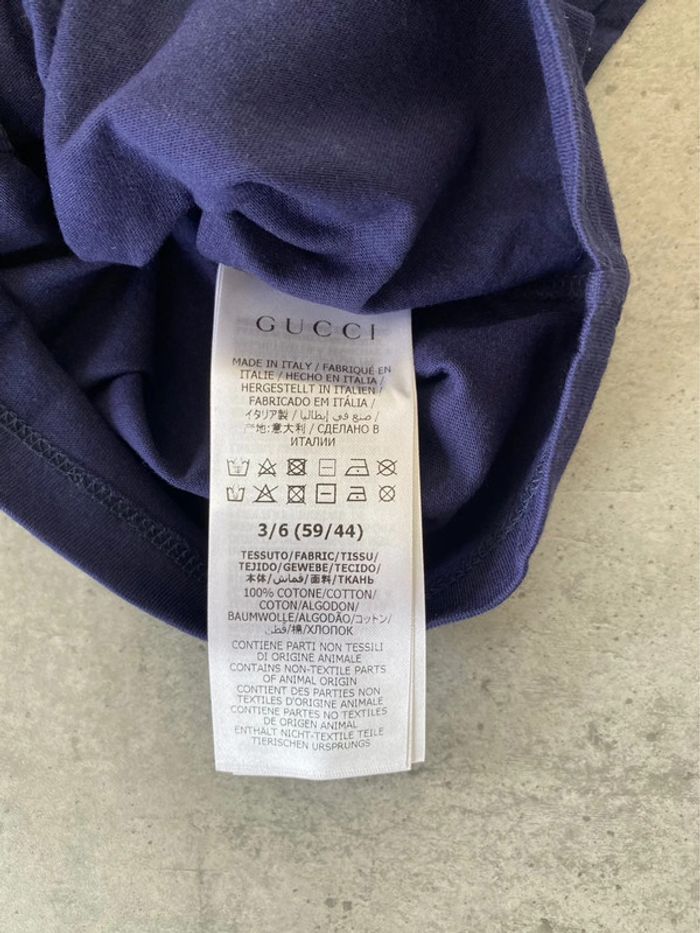 GUCCI
MADE IN ITALY / FABRIQUÉ EN
ITALIE / HECHO EN ITALIA /
HERGESTELLT IN ITALIEN /
FABRICADO EM ITÁLIA /
イタリア製 / صنع في إيطاليا /
产地:意大利 / СДЕЛАНО В
ИТАЛИИ
3/6 (59/44)
TESSUTO/FABRIC/TISSU/
TEJIDO/GEWEBE/TECIDO/
本体/قماش/面料/ТКАНЬ
100% COTONE/COTTON/
COTON/ALGODON/
BAUMWOLLE/ALGODÃO/コットン/
قطن/棉/ХЛОПОК
CONTIENE PARTI NON TESSILI
DI ORIGINE ANIMALE
CONTAINS NON-TEXTILE PARTS
OF ANIMAL ORIGIN
CONTIENT DES PARTIES NON
TEXTILES D'ORIGINE ANIMALE
CONTIENE PARTES NO TEXTILES
DE ORIGEN ANIMAL
ENTHÄLT NICHT-TEXTILE TEILE
TIERISCHEN URSPRUNGS